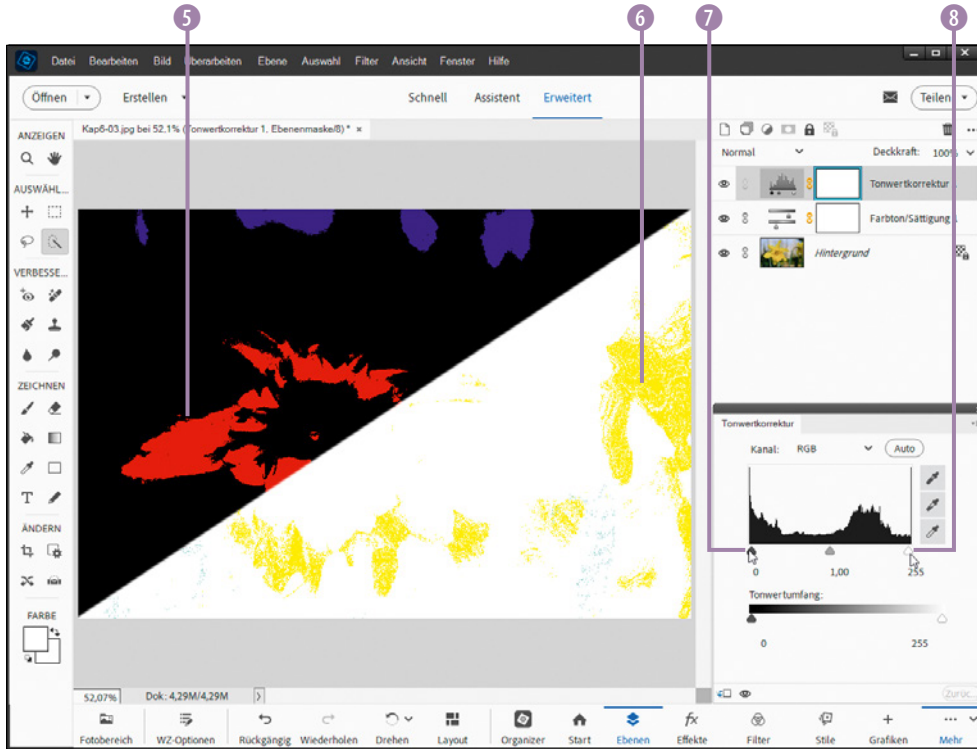 5 6 7 8
Datei Bearbeiten Bild Überarbeiten Ebene Auswahl Filter Ansicht Fenster Hilfe
Öffnen Erstellen Schnell Assistent Erweitert Teilen
ANZEIGEN
Kap6-03.jpg bei 52,1% (Tonwertkorrektur 1, Ebenenmaske/8) * ×
AUSWÄHL...
VERBESSE...
ZEICHNEN
T
ÄNDERN
FARBE
Normal Deckkraft: 100%
Tonwertkorrektur
Farbton/Sättigung
Hintergrund
Tonwertkorrektur
Kanal: RGB Auto
0 1,00 255
Tonwertumfang:
0 255
52,07% Dok: 4,29M/4,29M
Zurüc...
Fotobereich WZ-Optionen Rückgängig Wiederholen Drehen Layout Organizer Start Ebenen Effekte Filter Stile Grafiken Mehr